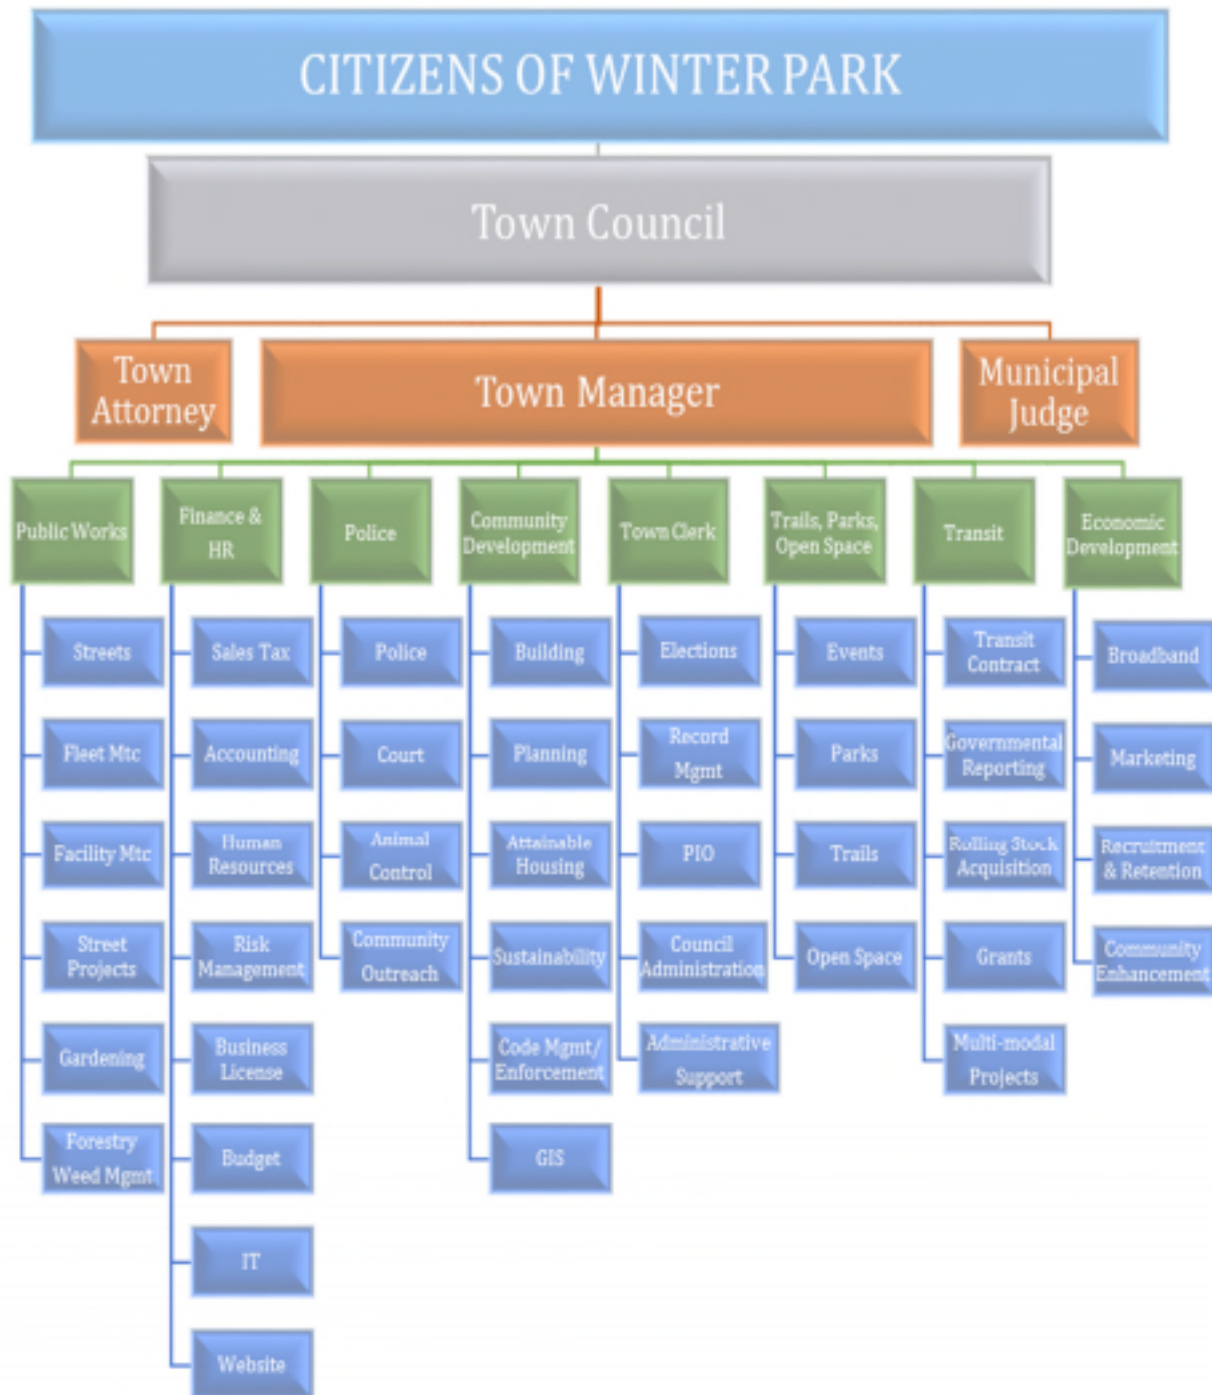 CITIZENS OF WINTER PARK
Town Council
Town
Attorney
Town Manager
Municipal
Judge
Public Works
Finance &
HR
Police
Community
Development
Town Clerk
Trails, Parks,
Open Space
Transit
Economic
Development
Streets
Fleet Mtc
Facility Mtc
Street
Projects
Gardening
Forestry
Weed Mgmt
Sales Tax
Accounting
Human
Resources
Risk
Management
Business
License
Budget
IT
Website
Police
Court
Animal
Control
Community
Outreach
Building
Planning
Attainable
Housing
Sustainability
Code Mgmt/
Enforcement
GIS
Elections
Record
Mgmt
PIO
Council
Administration
Administrative
Support
Events
Parks
Trails
Open Space
Transit
Contract
Governmental
Reporting
Rolling Stock
Acquisition
Grants
Multi-modal
Projects
Broadband
Marketing
Recruitment
& Retention
Community
Enhancement